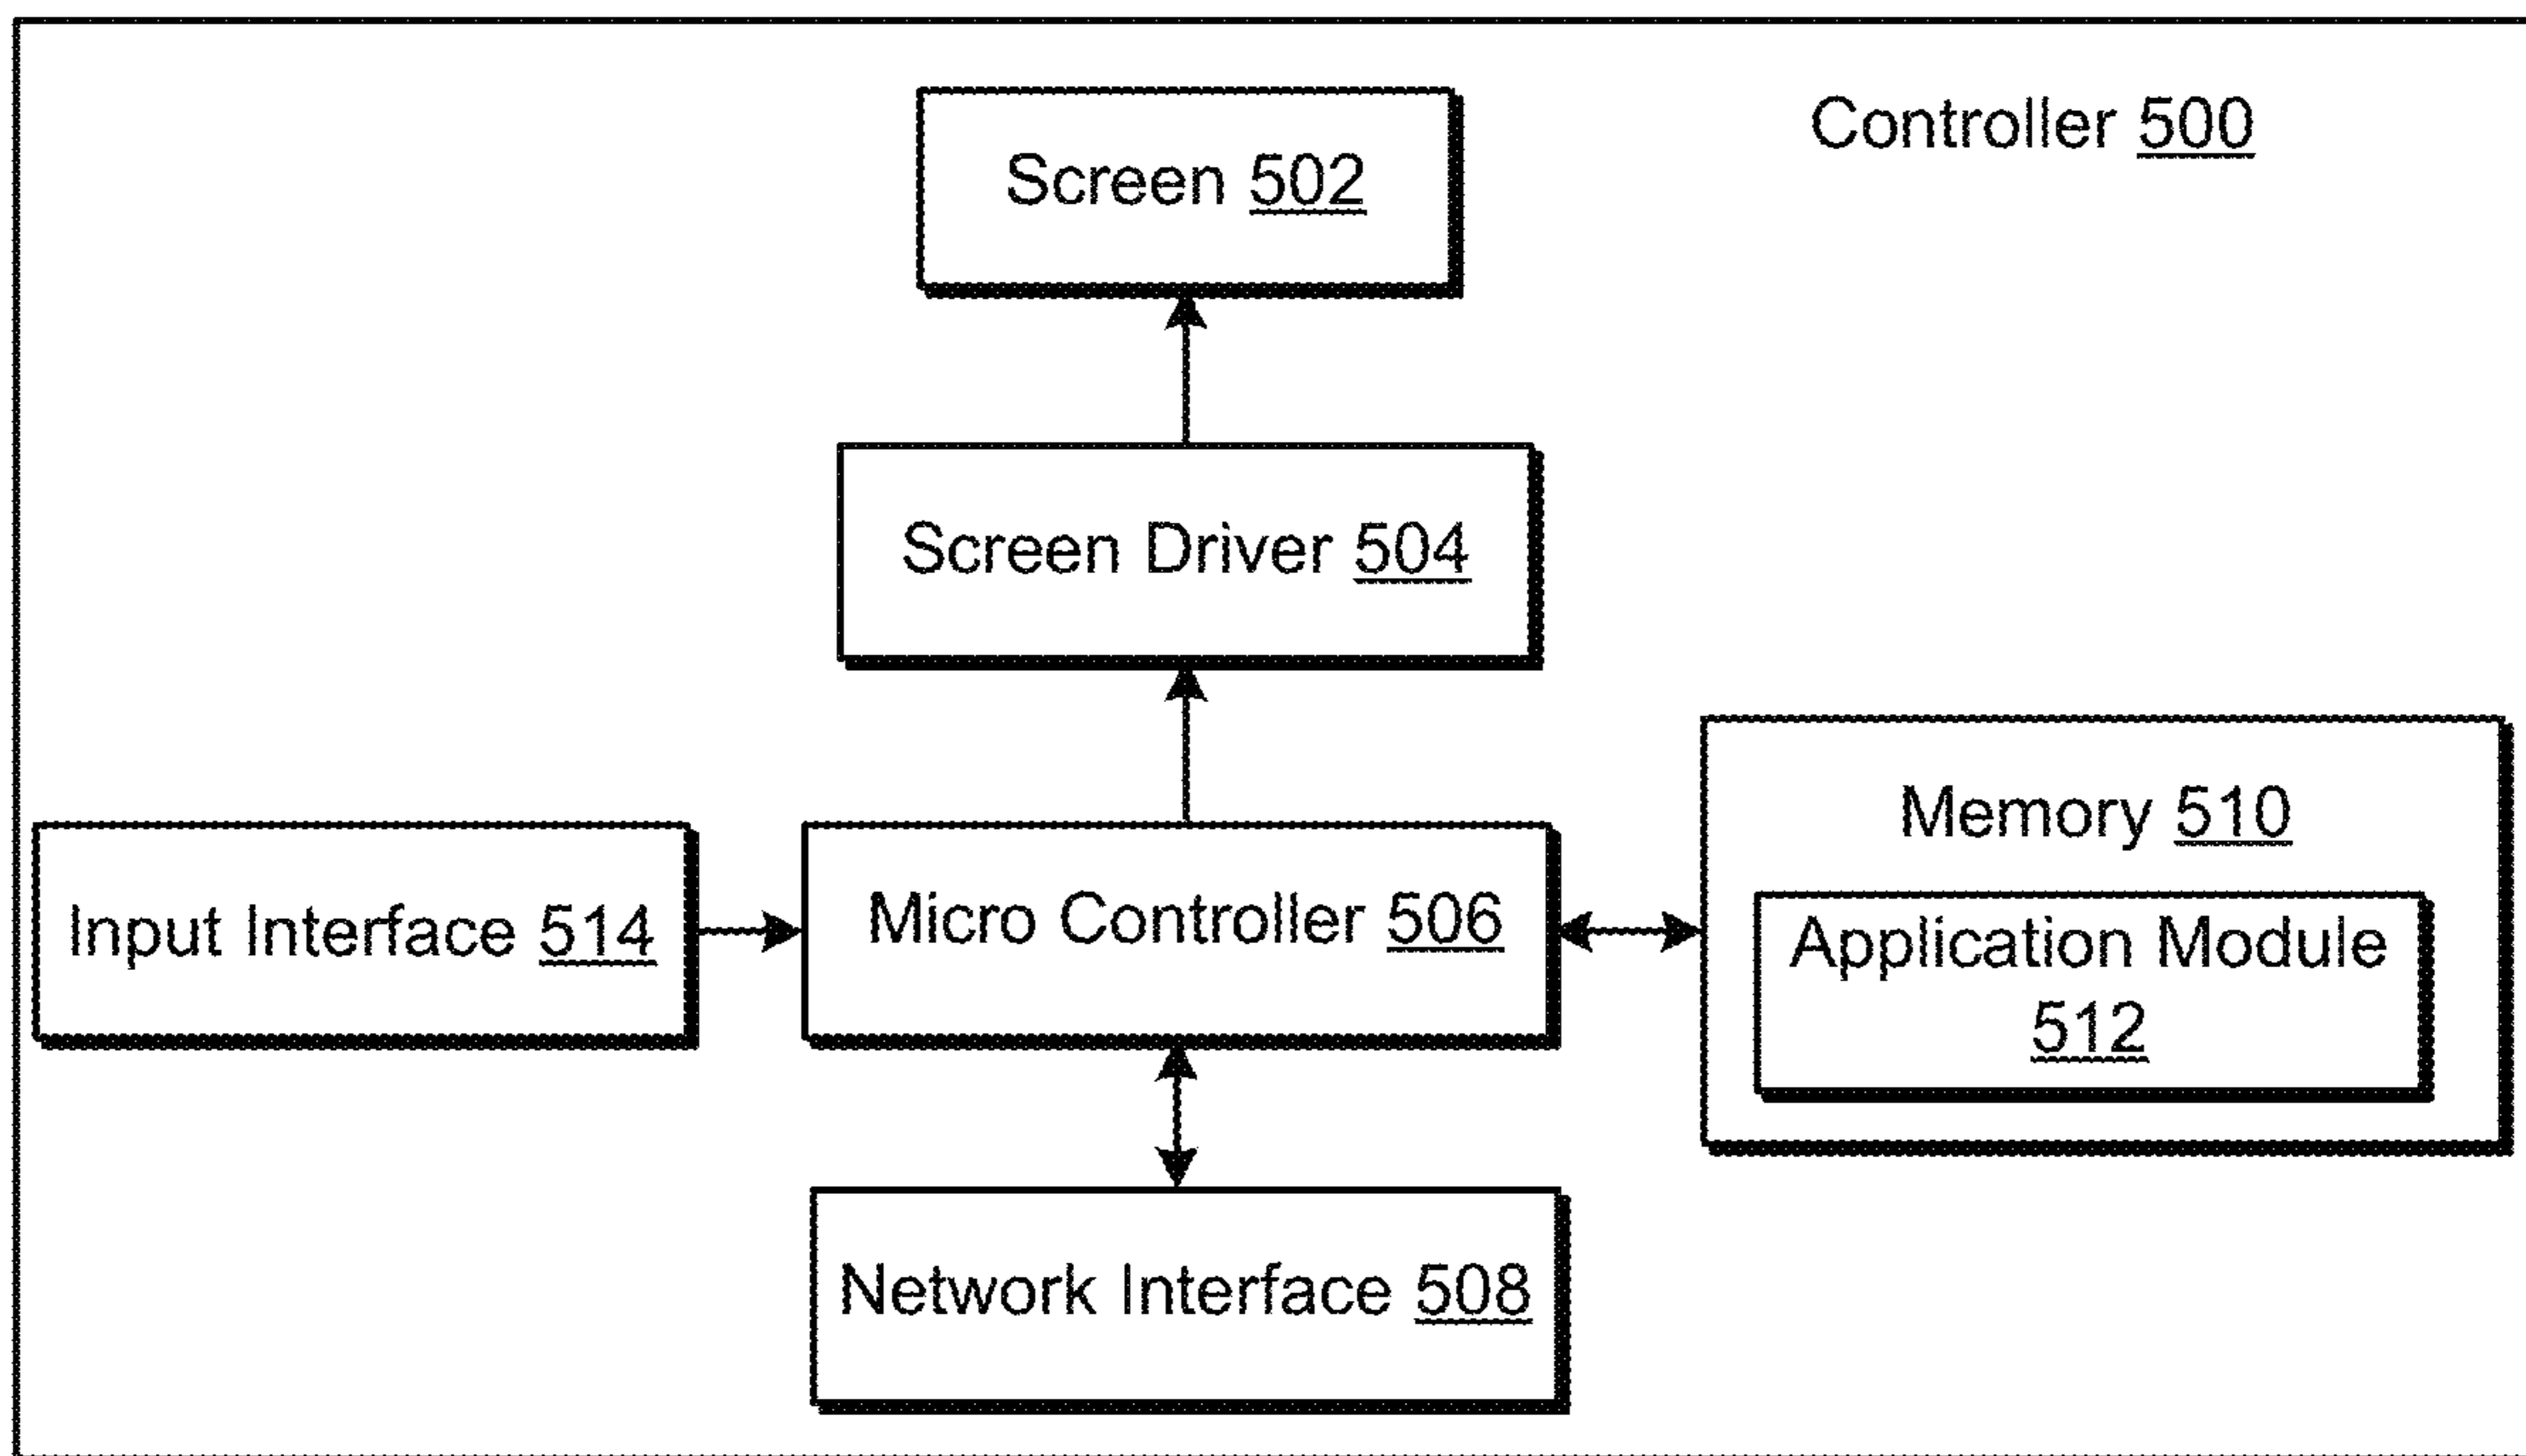 Controller 500
Screen 502
Screen Driver 504
Memory 510
Input Interface 514
Micro Controller 506
Application Module
512
Network Interface 508